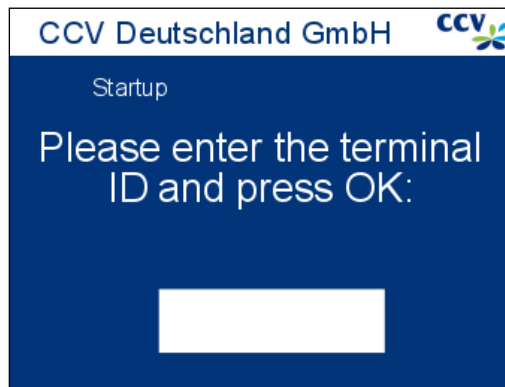 CCV Deutschland GmbH
CCV
Startup
Please enter the terminal
ID and press OK: